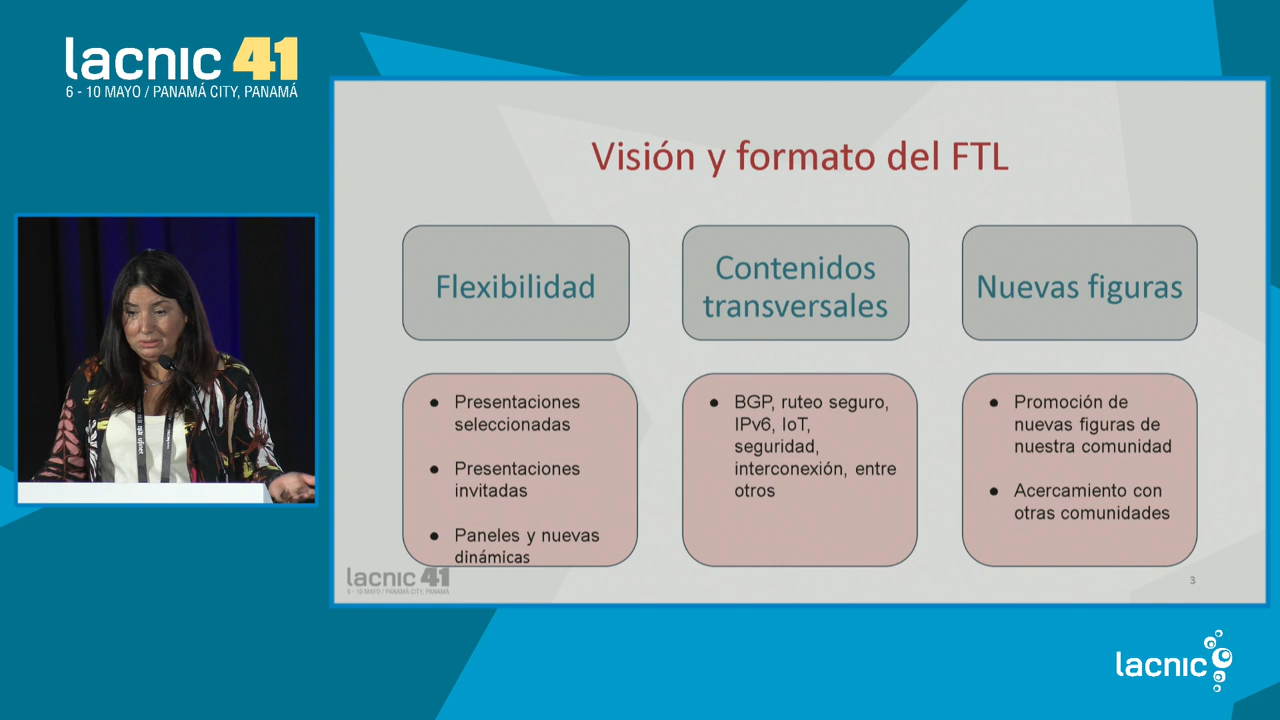 lacnic 41
6 - 10 MAYO / PANAMÁ CITY, PANAMÁ
Visión y formato del FTL
Flexibilidad
Contenidos
transversales
Nuevas figuras
● Presentaciones
seleccionadas
● Presentaciones
invitadas
● Paneles y nuevas
dinámicas
● BGP, ruteo seguro,
IPv6, IoT,
seguridad,
interconexión, entre
otros
● Promoción de
nuevas figuras de
nuestra comunidad
● Acercamiento con
otras comunidades
lacnic 41
6 - 10 MAYO / PANAMÁ CITY, PANAMÁ
3
lacnic